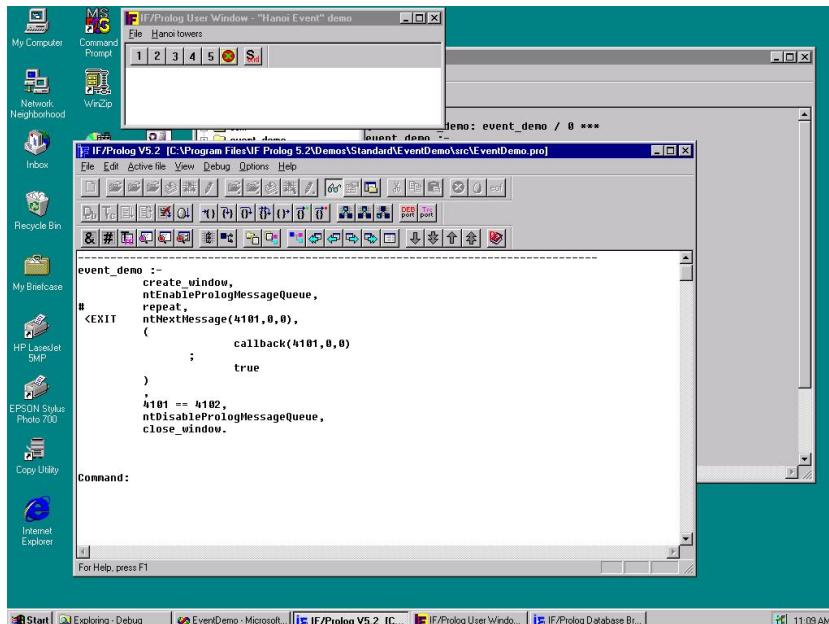 My Computer
Command Prompt
Network Neighborhood
WinZip
Inbox
Recycle Bin
My Briefcase
HP LaserJet 5MP
EPSON Stylus Photo 700
Copy Utility
Internet Explorer
IF/Prolog User Window - "Hanoi Event" demo
File Hanoi towers
1 2 3 4 5
demo: event_demo / 0 ***
event_demo :-
IF/Prolog V5.2 [C:\Program Files\IF Prolog 5.2\Demos\Standard\EventDemo\src\EventDemo.pro]
File Edit Active file View Debug Options Help
eof
DEB port
port
& #
event_demo :-
create_window,
ntEnablePrologMessageQueue,
# repeat,
<EXIT ntNextMessage(4101,0,0),
(
callback(4101,0,0)
;
true
)
,
4101 == 4102,
ntDisablePrologMessageQueue,
close_window.
Command:
For Help, press F1
Start
Exploring - Debug
EventDemo - Microsoft...
IF/Prolog V5.2 [C...
IF/Prolog User Windo...
IF/Prolog Database Br...
11:09 AM